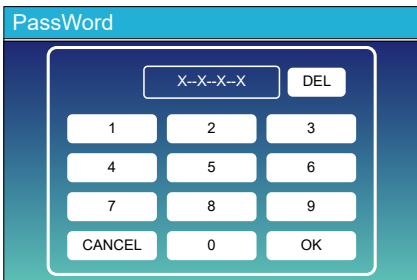 PassWord
X--X--X--X DEL
1 2 3
4 5 6
7 8 9
CANCEL 0 OK